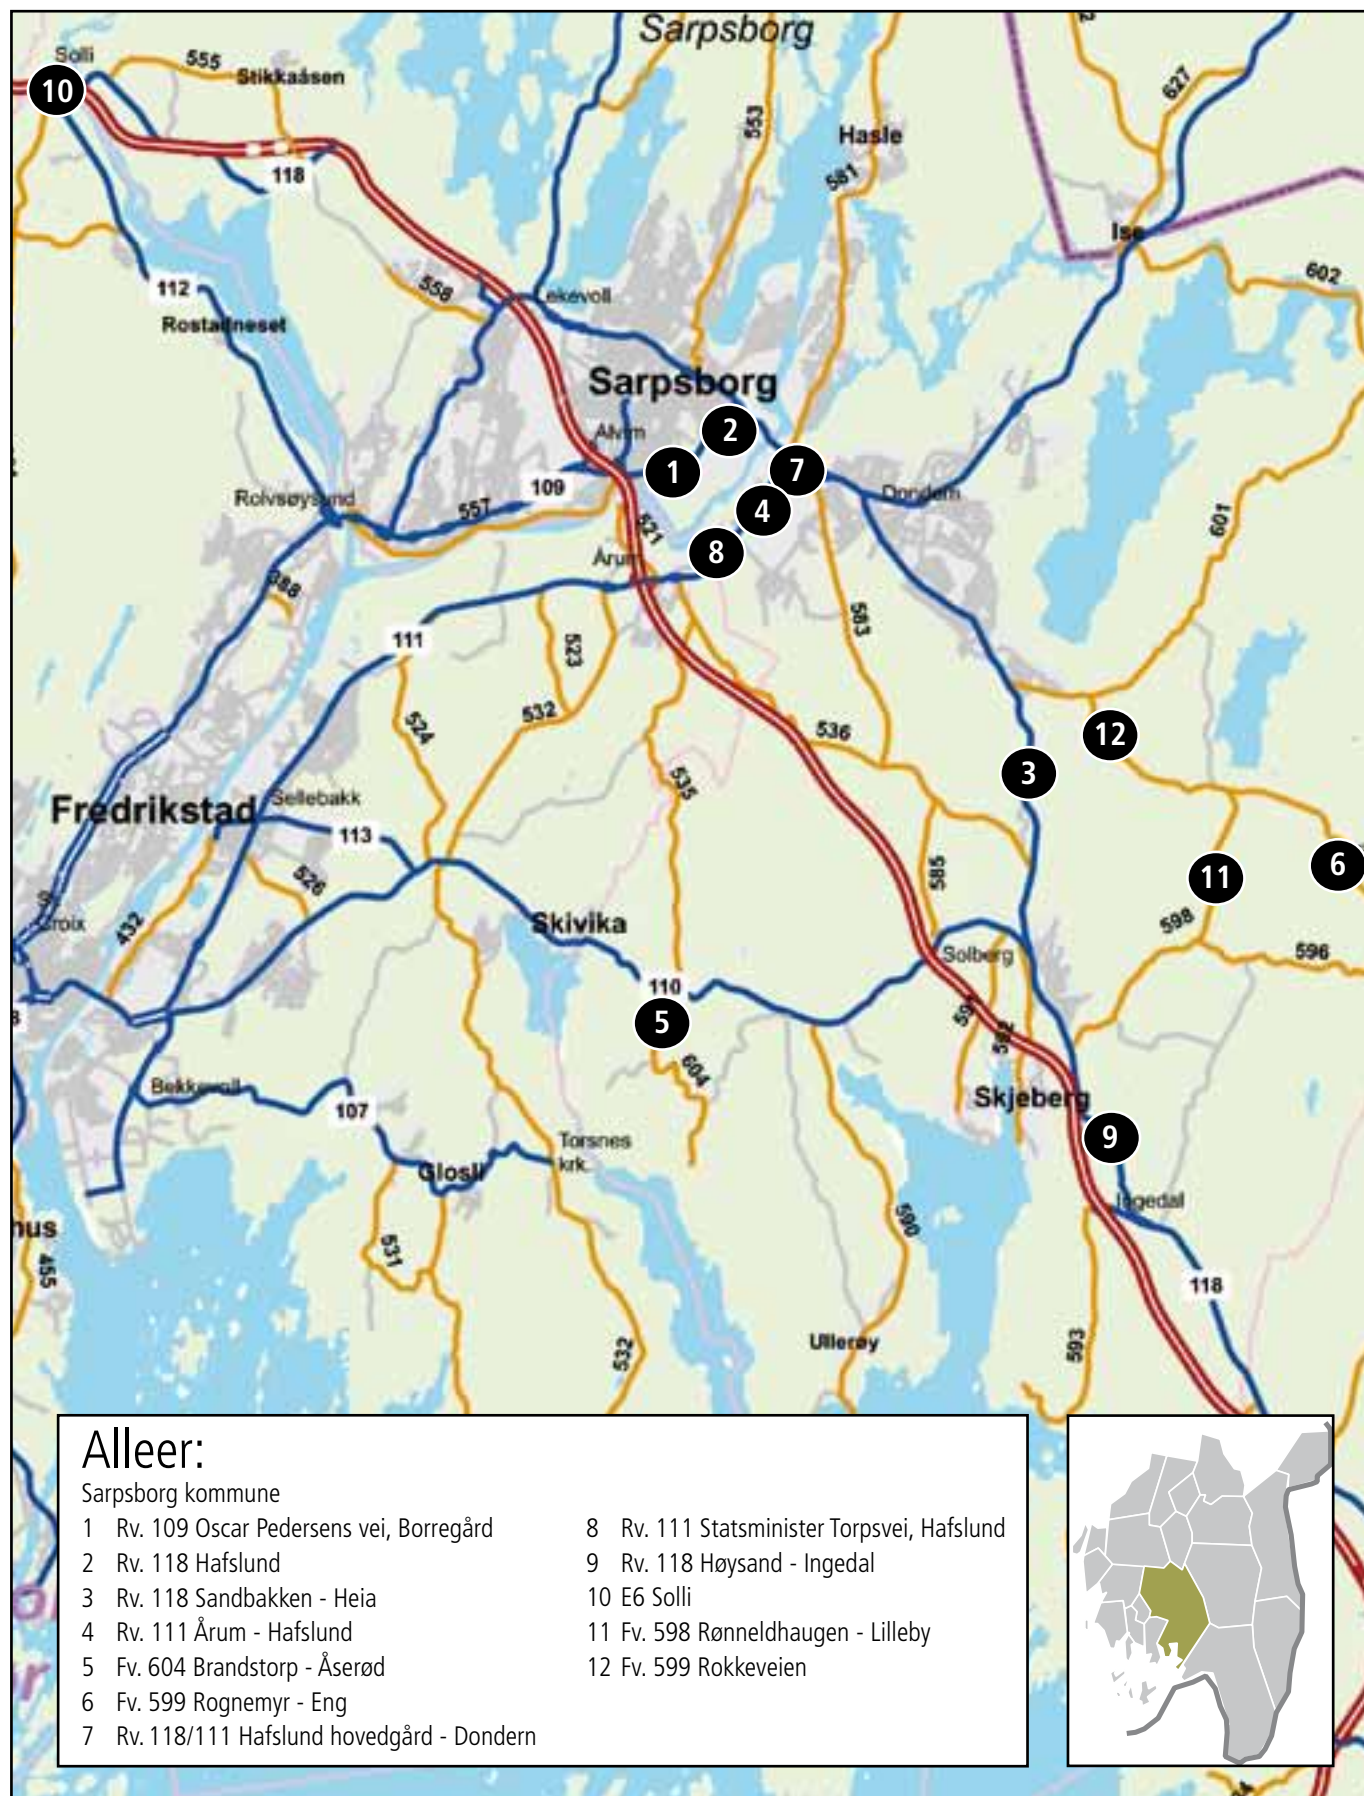 Sarpsborg
Solli
555
Stikkaåsen
10
118
553
Hasle
581
627
Ise
602
112
558
Lekevoll
Rostadneset
Sarpsborg
Alvim
2
1
7
109
Dondern
Rolvsøysund
557
4
521
601
8
Årum
388
583
111
523
532
524
536
12
535
3
Fredrikstad
Sellebakk
113
585
6
526
11
432
Skivika
598
Croix
Solberg
596
110
5
591
592
604
Skjeberg
Bekkevoll
107
9
Torsnes
krk.
Glosli
Ingedal
hus
531
590
455
118
532
Ullerøy
593
Alleer:
Sarpsborg kommune
1 Rv. 109 Oscar Pedersens vei, Borregård
2 Rv. 118 Hafslund
3 Rv. 118 Sandbakken - Heia
4 Rv. 111 Årum - Hafslund
5 Fv. 604 Brandstorp - Åserød
6 Fv. 599 Rognemyr - Eng
7 Rv. 118/111 Hafslund hovedgård - Dondern
8 Rv. 111 Statsminister Torpsvei, Hafslund
9 Rv. 118 Høysand - Ingedal
10 E6 Solli
11 Fv. 598 Rønneldhaugen - Lilleby
12 Fv. 599 Rokkeveien